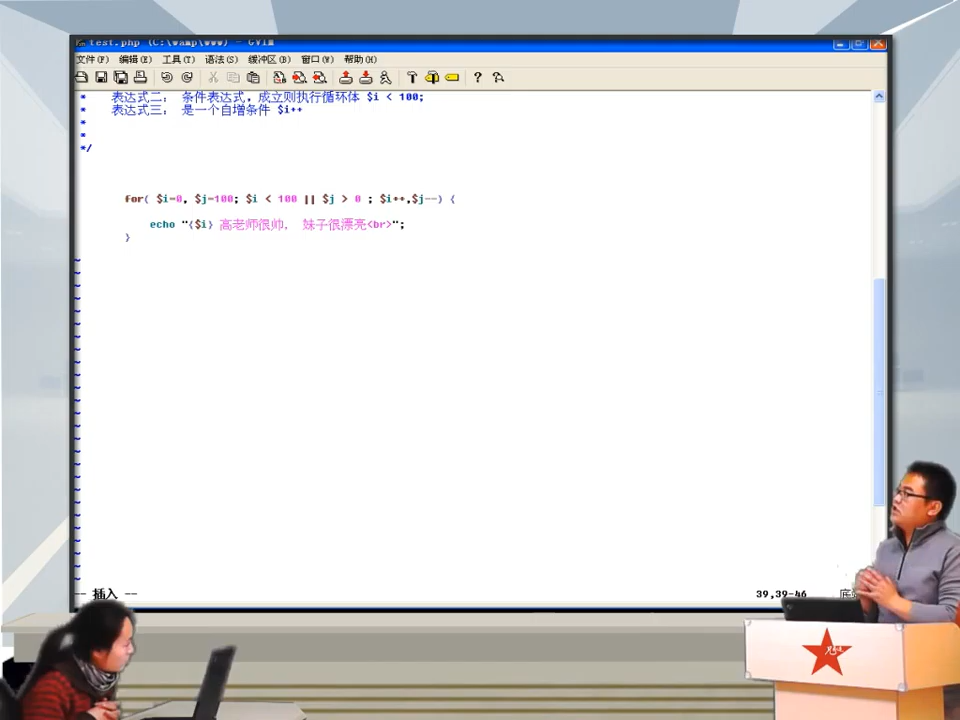 test.php (C:\wamp\www) - GVIM
文件(F) 编辑(E) 工具(T) 语法(S) 缓冲区(B) 窗口(W) 帮助(H)
* 表达式二： 条件表达式，成立则执行循环体 $i < 100;
* 表达式三： 是一个自增条件 $i++
*
*
*/
for( $i=0, $j=100; $i < 100 || $j > 0 ; $i++,$j--) {
echo "{$i} 高老师很帅， 妹子很漂亮<br>";
}
-- 插入 --
39,39-46